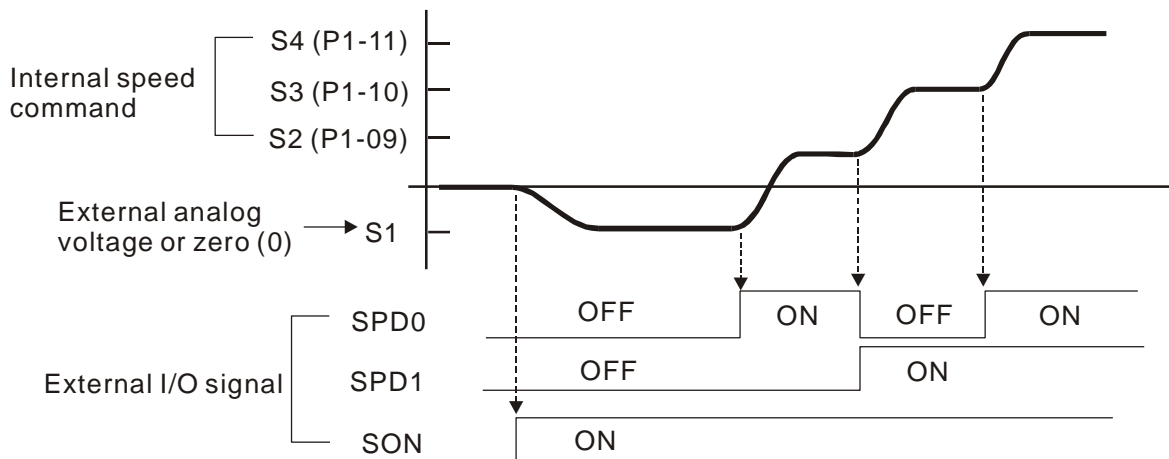 S4 (P1-11)
Internal speed
command
S3 (P1-10)
S2 (P1-09)
External analog
voltage or zero (0)
S1
SPD0
OFF
ON
OFF
ON
External I/O signal
SPD1
OFF
ON
SON
ON